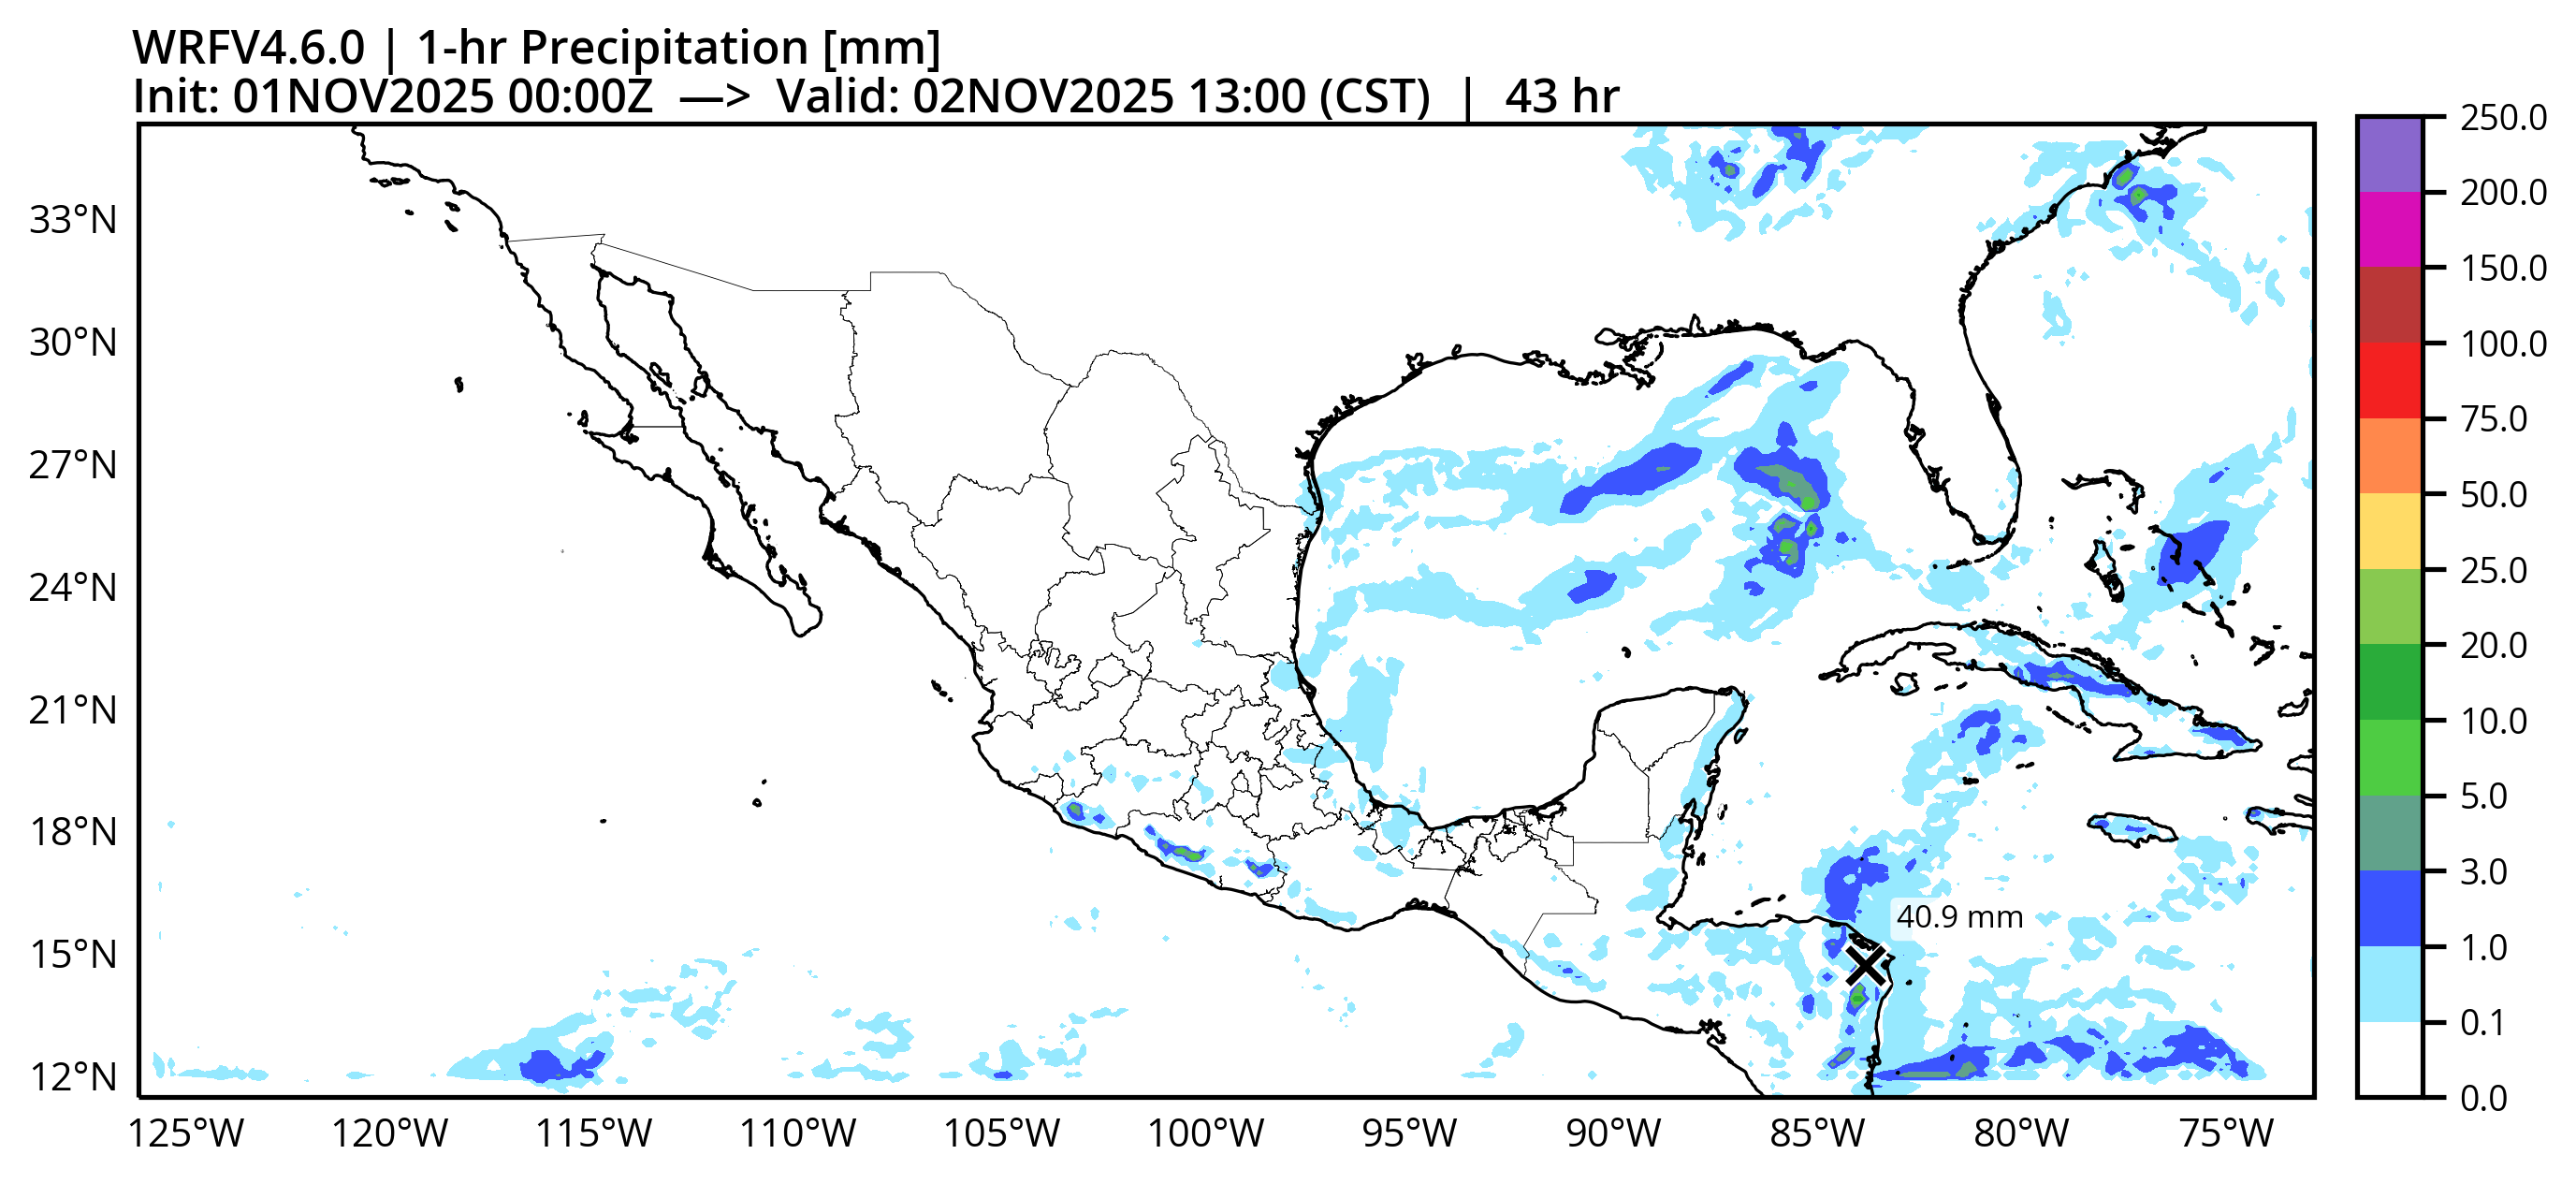 WRFV4.6.0 | 1-hr Precipitation [mm]
Init: 01NOV2025 00:00Z —> Valid: 02NOV2025 13:00 (CST) | 43 hr
33°N
30°N
27°N
24°N
21°N
18°N
15°N
12°N
40.9 mm
125°W 120°W 115°W 110°W 105°W 100°W 95°W 90°W 85°W 80°W 75°W
250.0
200.0
150.0
100.0
75.0
50.0
25.0
20.0
10.0
5.0
3.0
1.0
0.1
0.0